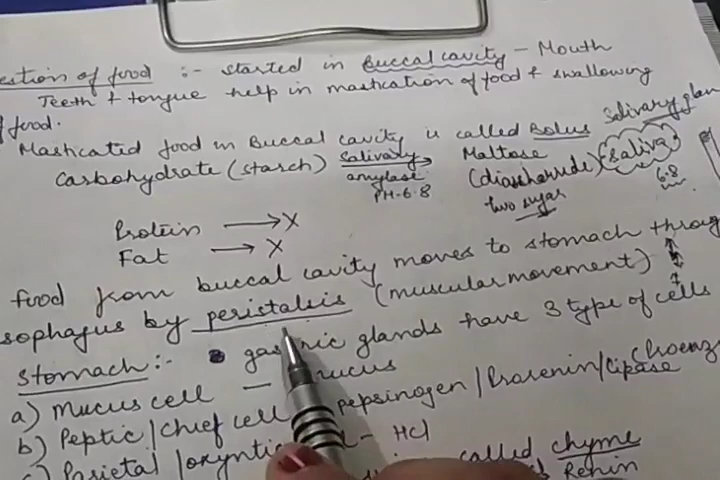 estion of food :- started in Buccal cavity - Mouth
Teeth + tongue help in mastication of food & swallowing
f food.
Masticated food in Buccal cavity is called Bolus
Salivary glan
Carbohydrate (starch) Salivary amylase PH-6.8 → Maltose (disaccharide) two sugar
(Saliva)
6.8
Protein → X
Fat → X
food from buccal cavity moves to stomach throug
sophagus by peristalsis (muscular movement)
Stomach :- gastric glands have 3 type of cells
a) Mucus cell — mucus
b) Peptic / Chief cell pepsinogen / Prorenin / Lipase
c) Parietal / oxyntic - HCl
called chyme
Renin